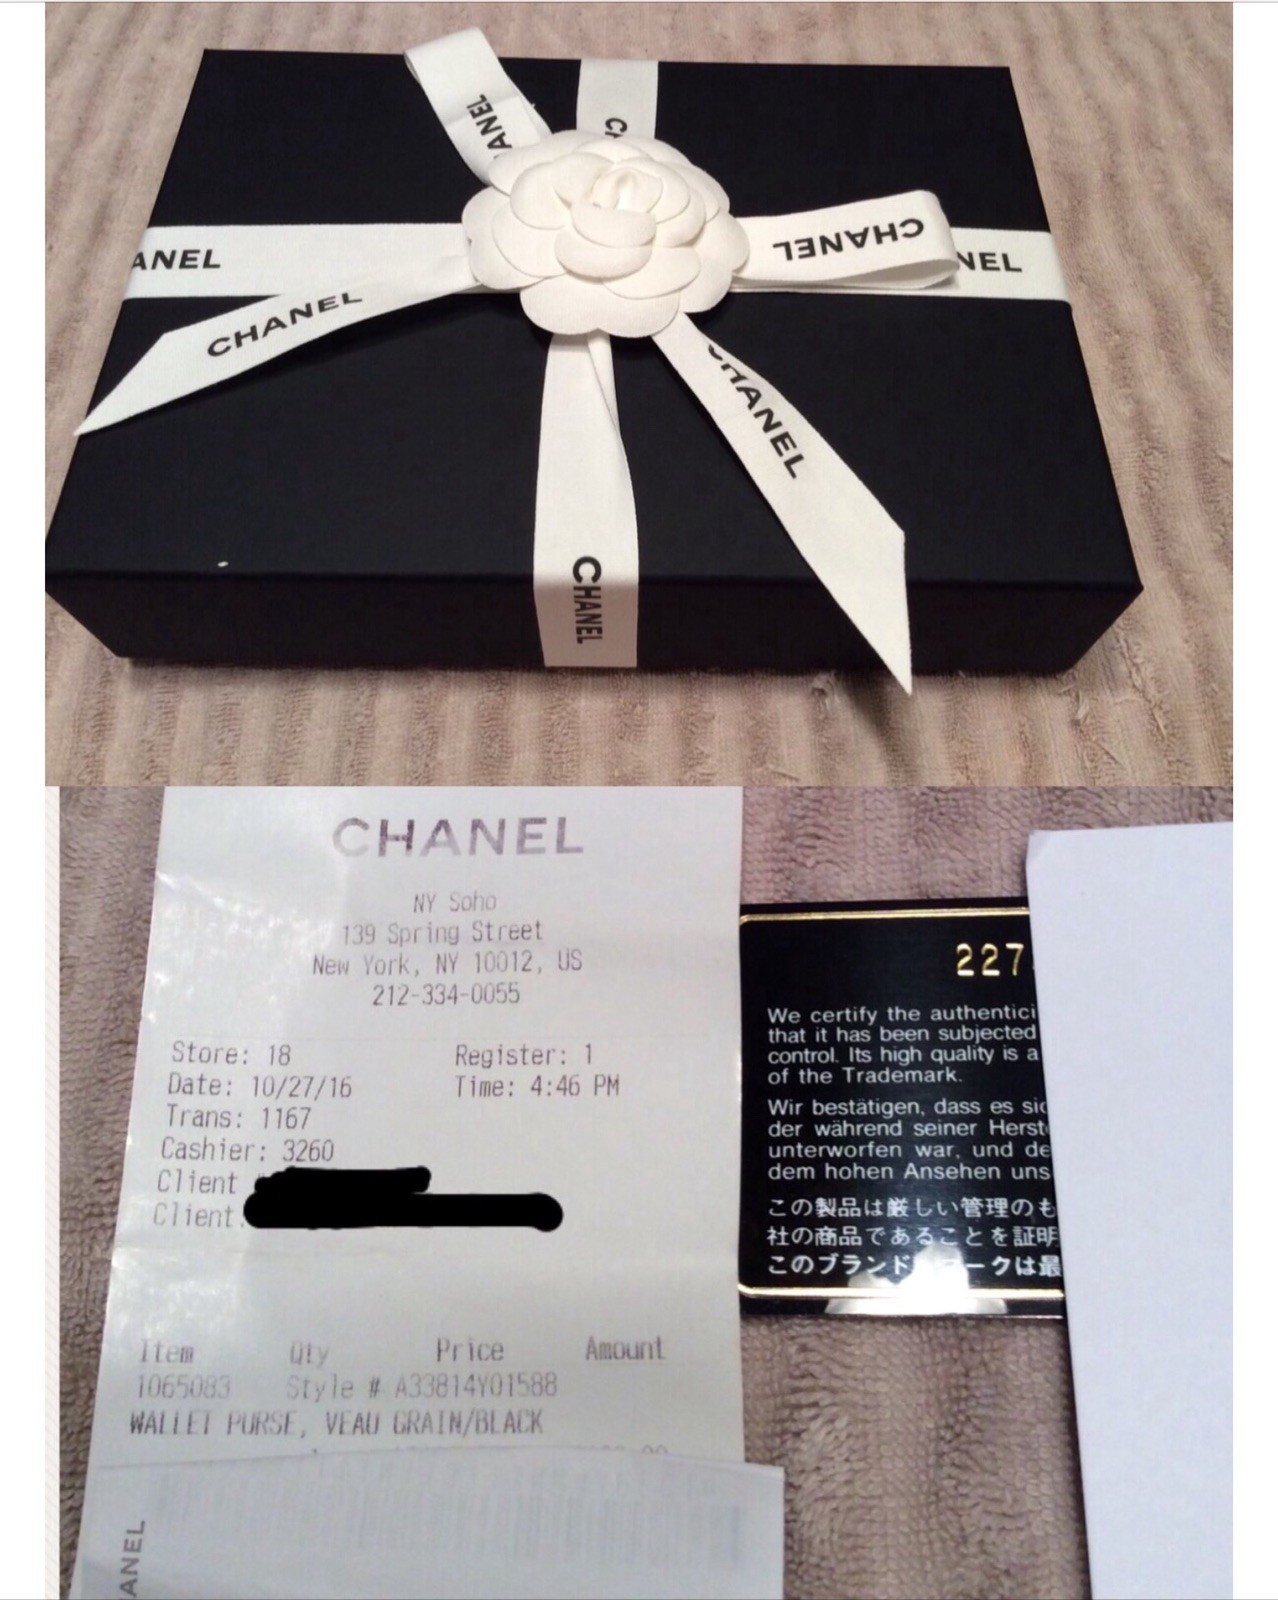 ANEL
C
ANEL
CHANEL
NEL
CHANEL
CHANEL
CHANEL
CHANEL
NY Soho
139 Spring Street
New York, NY 10012, US
212-334-0055
Store: 18 Register: 1
Date: 10/27/16 Time: 4:46 PM
Trans: 1167
Cashier: 3260
Client
Client:
Item Qty Price Amount
1065083 Style # A33814Y01588
WALLET PURSE, VEAU GRAIN/BLACK
ANEL
227
We certify the authentici
that it has been subjected
control. Its high quality is a
of the Trademark.
Wir bestätigen, dass es sic
der während seiner Herst
unterworfen war, und de
dem hohen Ansehen uns
この製品は厳しい管理のも
社の商品であることを証明
このブランド ークは最